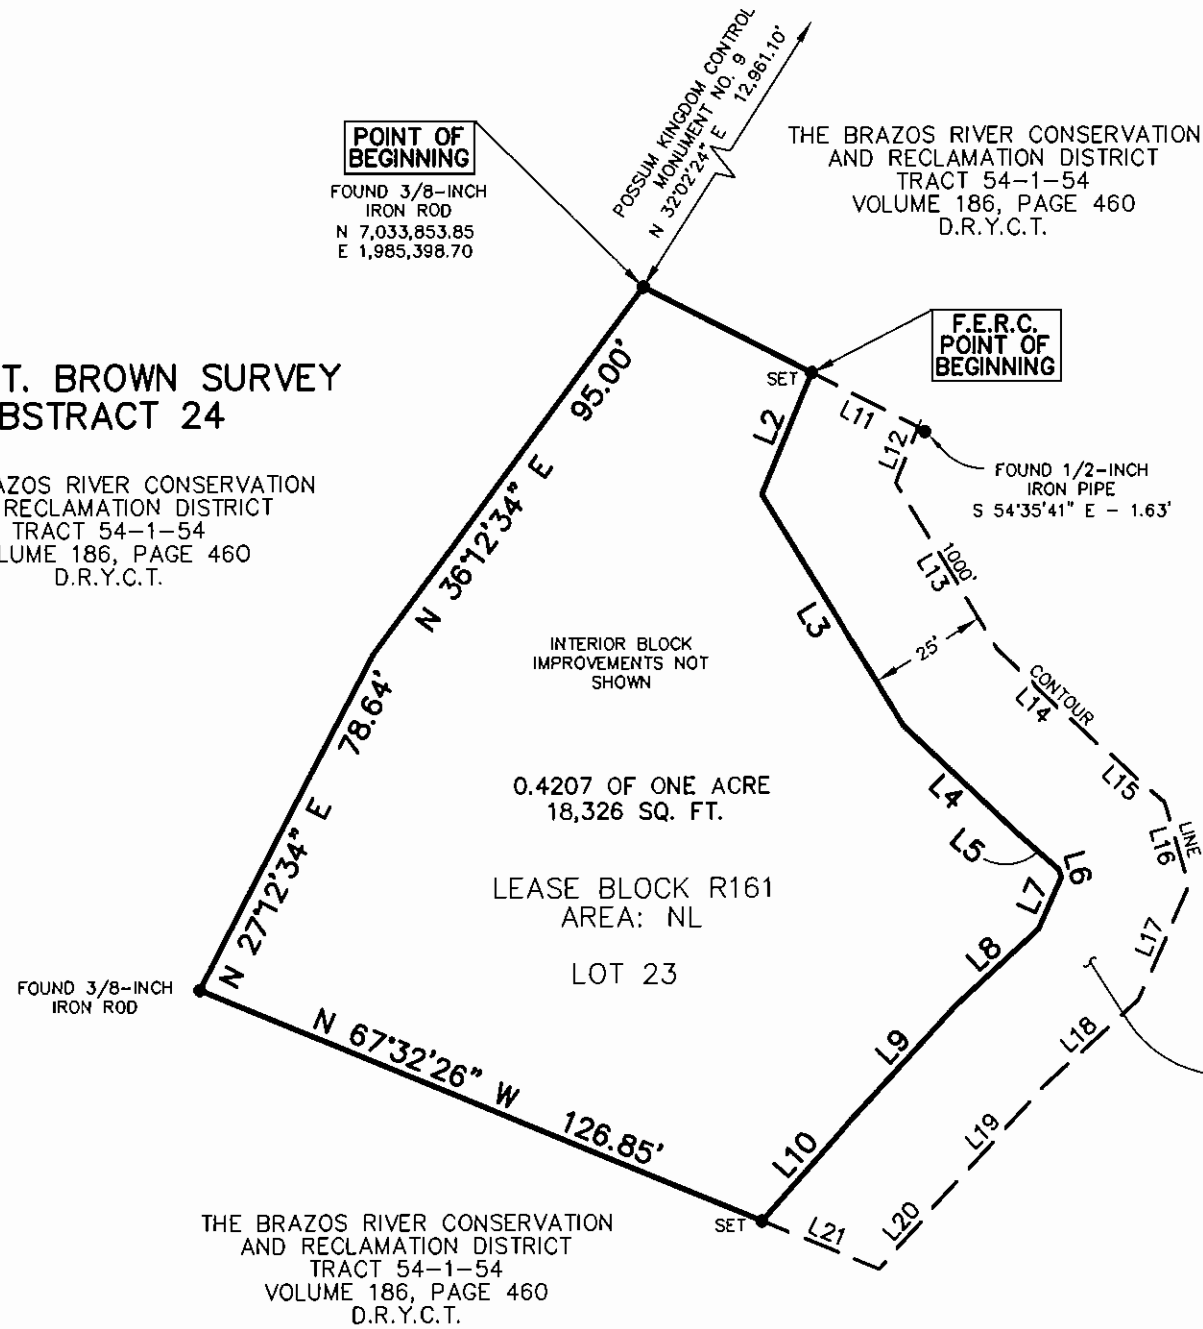 POSSUM KINGDOM CONTROL
MONUMENT NO. 9
N 32°02'24" E 12,961.10'
POINT OF
BEGINNING
FOUND 3/8-INCH
IRON ROD
N 7,033,853.85
E 1,985,398.70
THE BRAZOS RIVER CONSERVATION
AND RECLAMATION DISTRICT
TRACT 54-1-54
VOLUME 186, PAGE 460
D.R.Y.C.T.
F.E.R.C.
POINT OF
BEGINNING
T. BROWN SURVEY
BSTRACT 24
AZOS RIVER CONSERVATION
RECLAMATION DISTRICT
TRACT 54-1-54
LUME 186, PAGE 460
D.R.Y.C.T.
SET
L11
L2
L12
FOUND 1/2-INCH
IRON PIPE
S 54°35'41" E - 1.63'
N 36°12'34" E 95.00'
1000'
L13
L3
25'
INTERIOR BLOCK
IMPROVEMENTS NOT
SHOWN
CONTOUR
L14
N 27°12'34" E 78.64'
0.4207 OF ONE ACRE
18,326 SQ. FT.
L4
L15
L5
L6
LINE
L16
L7
LEASE BLOCK R161
AREA: NL
LOT 23
L8
L17
FOUND 3/8-INCH
IRON ROD
N 67°32'26" W 126.85'
L9
L18
L10
L19
SET
L21
L20
THE BRAZOS RIVER CONSERVATION
AND RECLAMATION DISTRICT
TRACT 54-1-54
VOLUME 186, PAGE 460
D.R.Y.C.T.